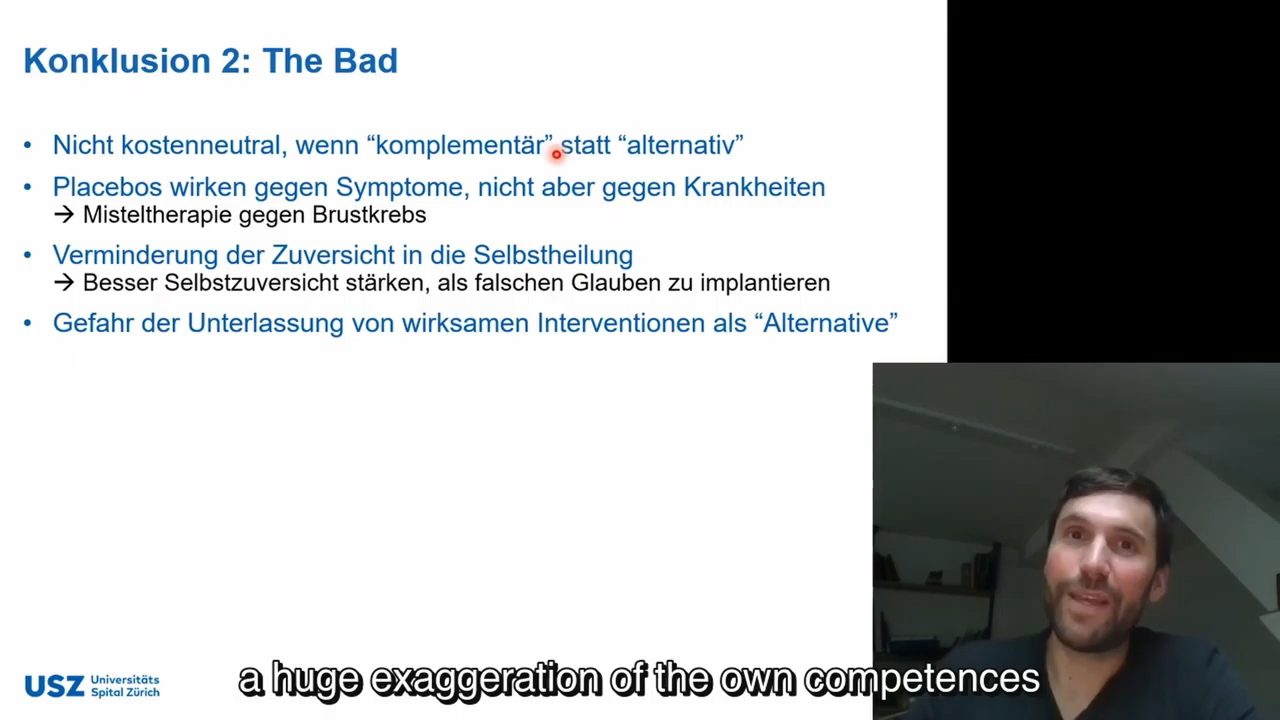 Konklusion 2: The Bad
• Nicht kostenneutral, wenn “komplementär” statt “alternativ”
• Placebos wirken gegen Symptome, nicht aber gegen Krankheiten
→ Misteltherapie gegen Brustkrebs
• Verminderung der Zuversicht in die Selbstheilung
→ Besser Selbstzuversicht stärken, als falschen Glauben zu implantieren
• Gefahr der Unterlassung von wirksamen Interventionen als “Alternative”
USZ Universitäts
Spital Zürich
a huge exaggeration of the own competences